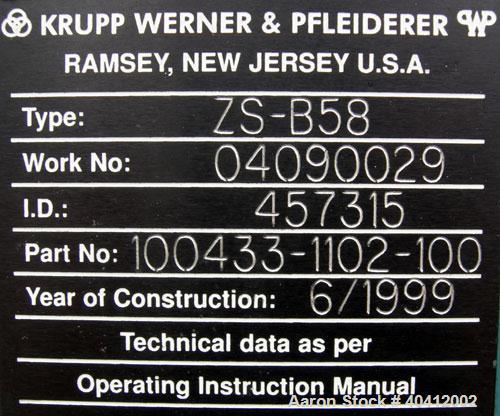 KRUPP WERNER & PFLEIDERER WP
RAMSEY, NEW JERSEY U.S.A.
Type: ZS-B58
Work No: 04090029
I.D.: 457315
Part No: 100433-1102-100
Year of Construction: 6/1999
Technical data as per
Operating Instruction Manual
Aaron Stock # 40412002